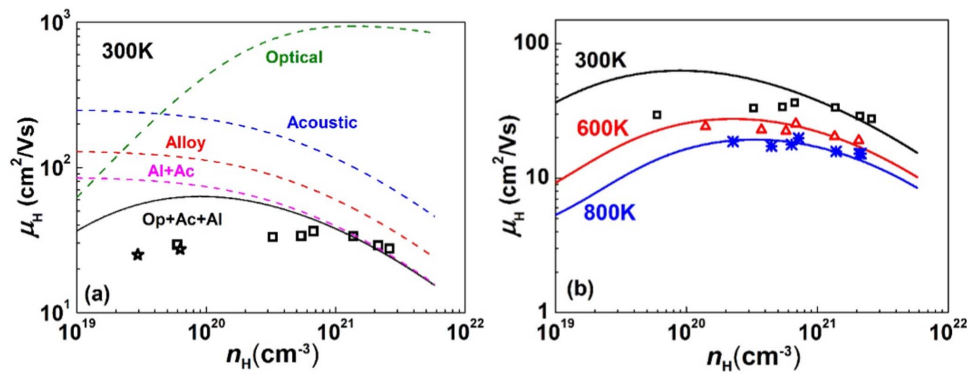 10³
300K
Optical
Acoustic
10²
Alloy
Al+Ac
Op+Ac+Al
(a)
10¹
10¹⁹
10²⁰
10²¹
10²²
μH (cm²/Vs)
nH(cm⁻³)
100
300K
600K
10
800K
(b)
1
10¹⁹
10²⁰
10²¹
10²²
μH (cm²/Vs)
nH(cm⁻³)